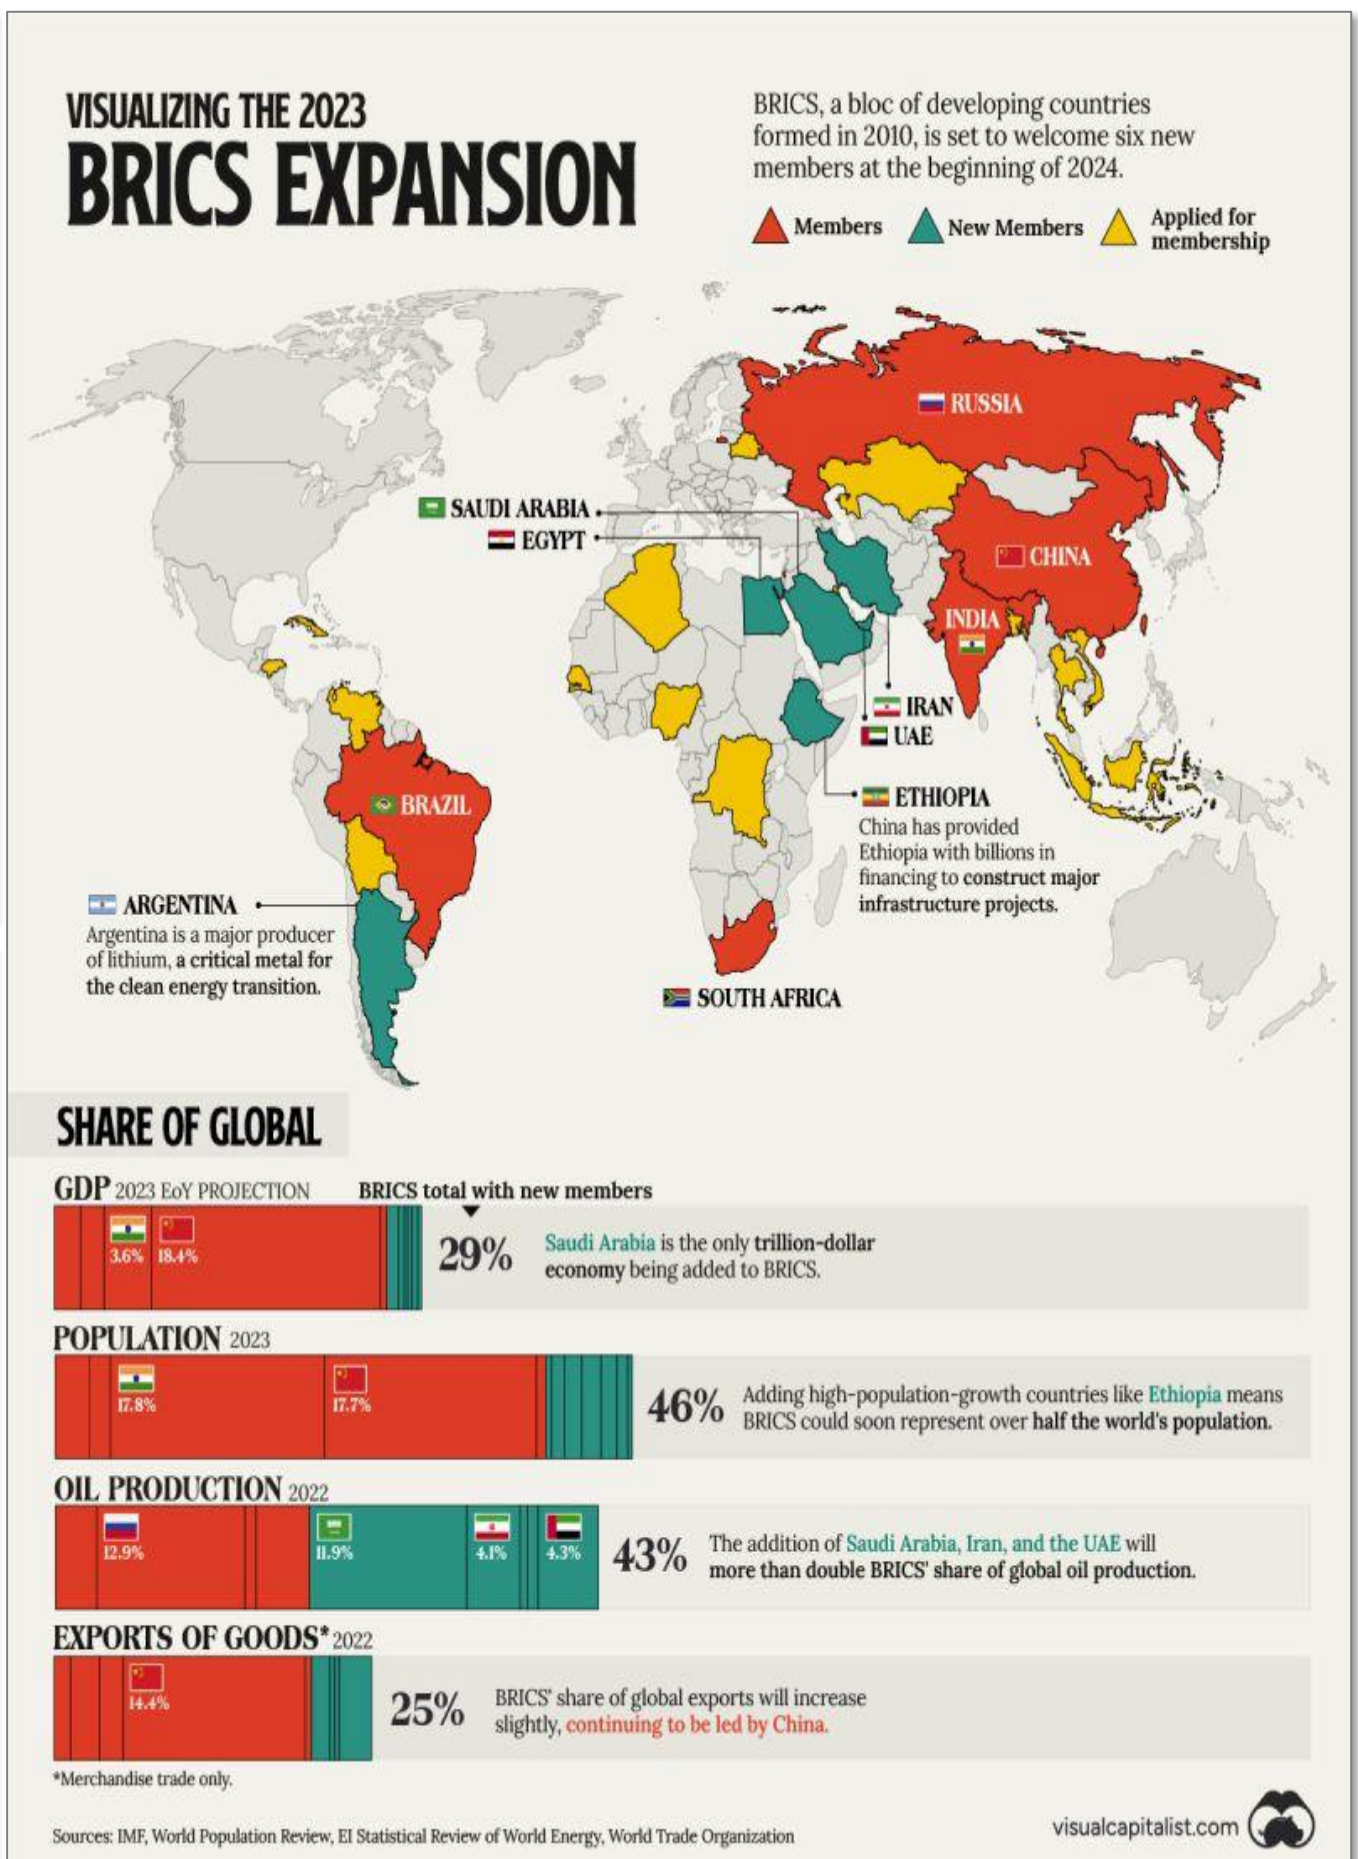 VISUALIZING THE 2023
BRICS EXPANSION
BRICS, a bloc of developing countries
formed in 2010, is set to welcome six new
members at the beginning of 2024.
Members
New Members
Applied for
membership
RUSSIA
SAUDI ARABIA
EGYPT
CHINA
INDIA
IRAN
UAE
BRAZIL
ETHIOPIA
China has provided
Ethiopia with billions in
financing to construct major
infrastructure projects.
ARGENTINA
Argentina is a major producer
of lithium, a critical metal for
the clean energy transition.
SOUTH AFRICA
SHARE OF GLOBAL
GDP 2023 EoY PROJECTION
BRICS total with new members
3.6% 18.4%
29%
Saudi Arabia is the only trillion-dollar
economy being added to BRICS.
POPULATION 2023
17.8% 17.7%
46%
Adding high-population-growth countries like Ethiopia means
BRICS could soon represent over half the world's population.
OIL PRODUCTION 2022
12.9% 11.9% 4.1% 4.3%
43%
The addition of Saudi Arabia, Iran, and the UAE will
more than double BRICS' share of global oil production.
EXPORTS OF GOODS* 2022
14.4%
25%
BRICS' share of global exports will increase
slightly, continuing to be led by China.
*Merchandise trade only.
Sources: IMF, World Population Review, EI Statistical Review of World Energy, World Trade Organization
visualcapitalist.com